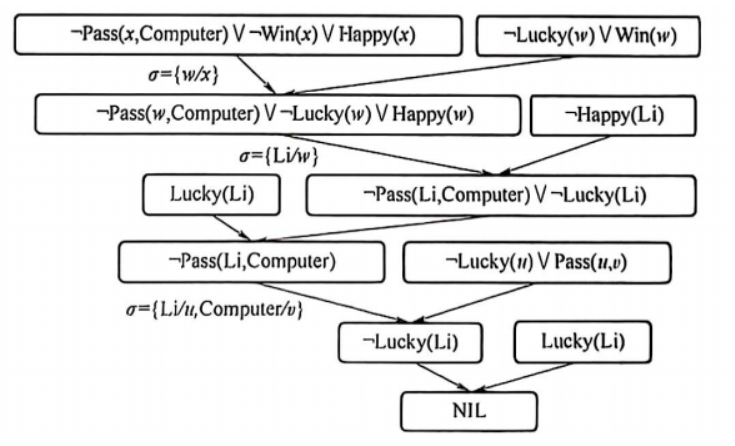 ¬Pass(x,Computer) ∨ ¬Win(x) ∨ Happy(x)
¬Lucky(w) ∨ Win(w)
σ={w/x}
¬Pass(w,Computer) ∨ ¬Lucky(w) ∨ Happy(w)
¬Happy(Li)
σ={Li/w}
Lucky(Li)
¬Pass(Li,Computer) ∨ ¬Lucky(Li)
¬Pass(Li,Computer)
¬Lucky(u) ∨ Pass(u,v)
σ={Li/u,Computer/v}
¬Lucky(Li)
Lucky(Li)
NIL